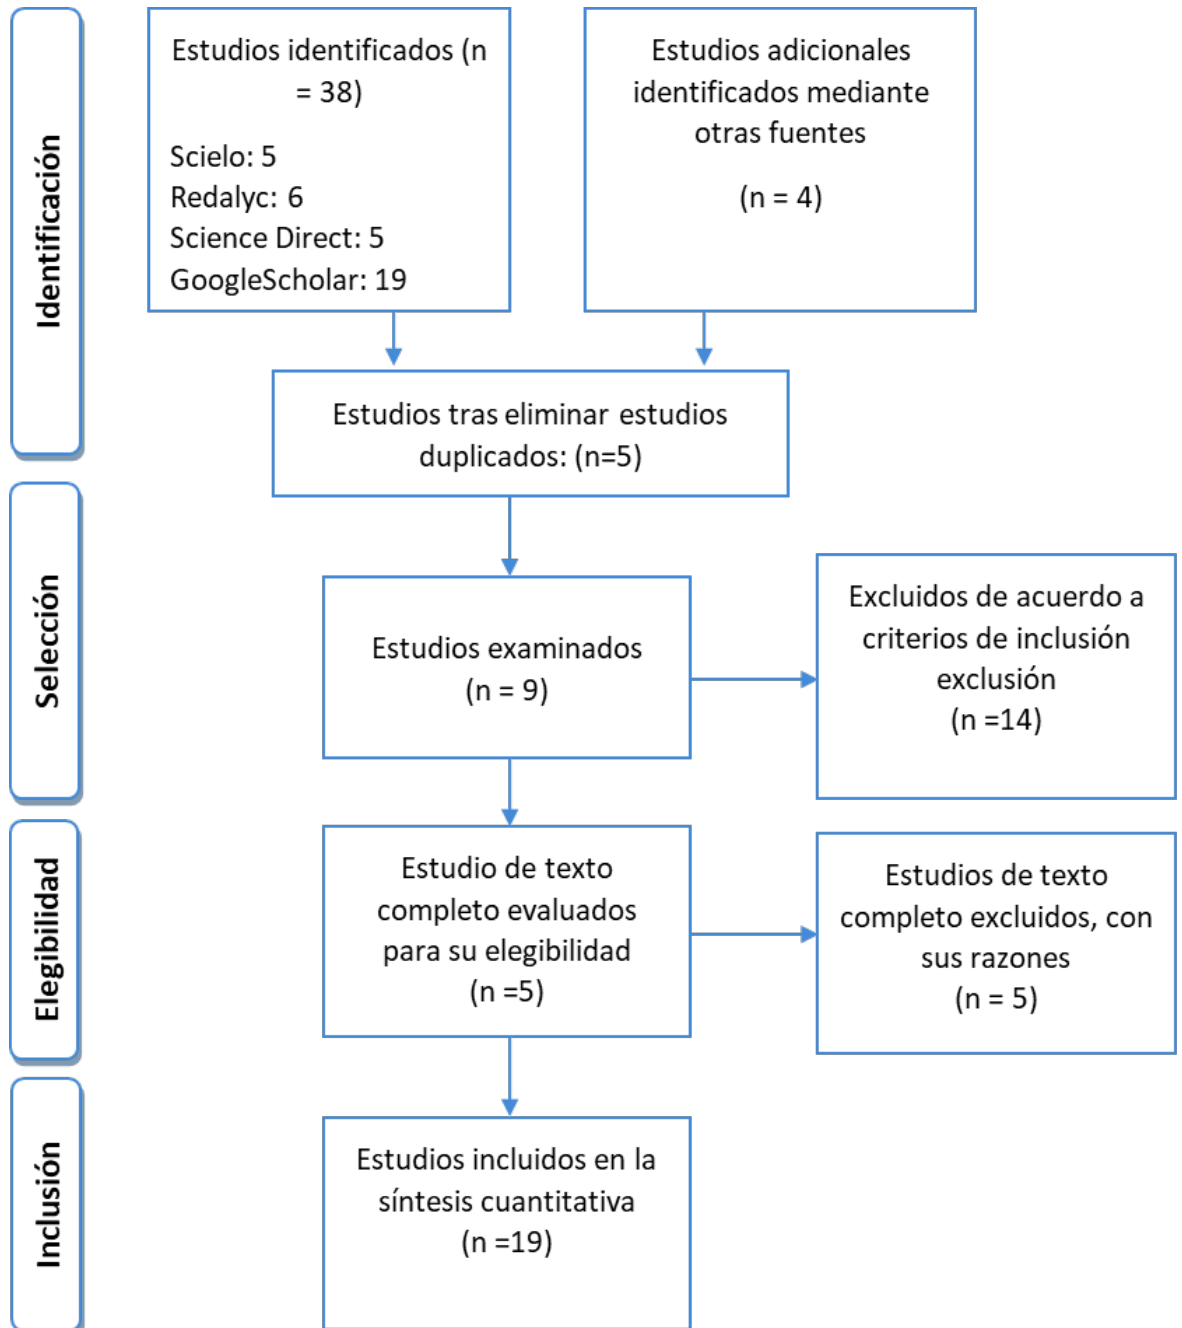 Identificación
Estudios identificados (n
= 38)
Scielo: 5
Redalyc: 6
Science Direct: 5
GoogleScholar: 19
Estudios adicionales
identificados mediante
otras fuentes
(n = 4)
Estudios tras eliminar estudios
duplicados: (n=5)
Selección
Estudios examinados
(n = 9)
Excluidos de acuerdo a
criterios de inclusión
exclusión
(n =14)
Elegibilidad
Estudio de texto
completo evaluados
para su elegibilidad
(n =5)
Estudios de texto
completo excluidos, con
sus razones
(n = 5)
Inclusión
Estudios incluidos en la
síntesis cuantitativa
(n =19)